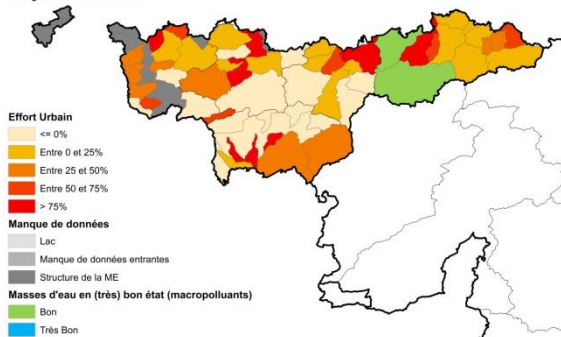 Effort Urbain
<= 0%
Entre 0 et 25%
Entre 25 et 50%
Entre 50 et 75%
> 75%
Manque de données
Lac
Manque de données entrantes
Structure de la ME
Masses d'eau en (très) bon état (macropolluants)
Bon
Très Bon